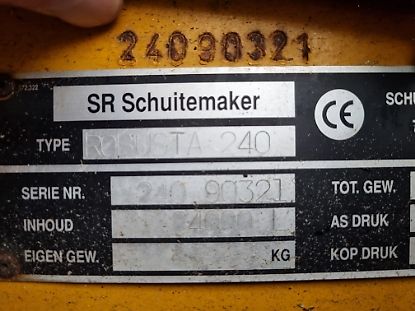 24090321
SR Schuitemaker
CE
SCHU
TYPE ROBUSTA 240
SERIE NR. 240 90321 TOT. GEW.
INHOUD AS DRUK
EIGEN GEW. KG KOP DRUK